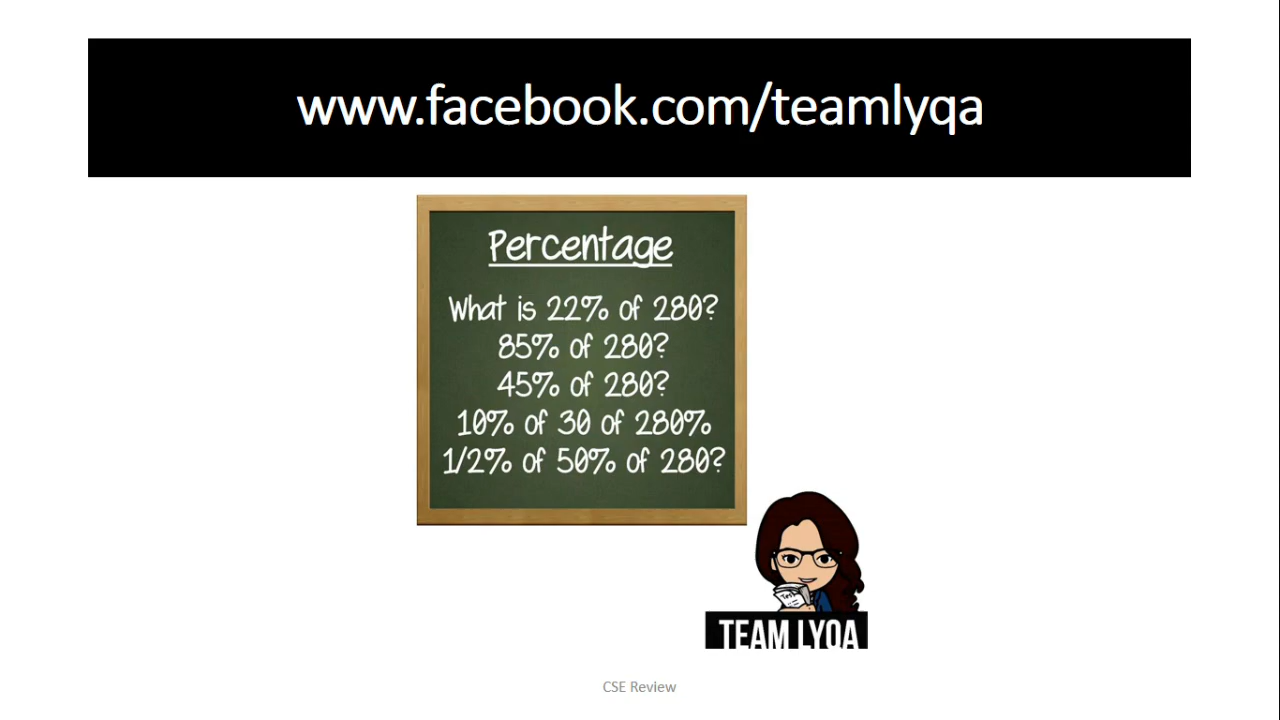 www.facebook.com/teamlyqa
Percentage
What is 22% of 280?
85% of 280?
45% of 280?
10% of 30 of 280%
1/2% of 50% of 280?
TEAM LYQA
CSE Review